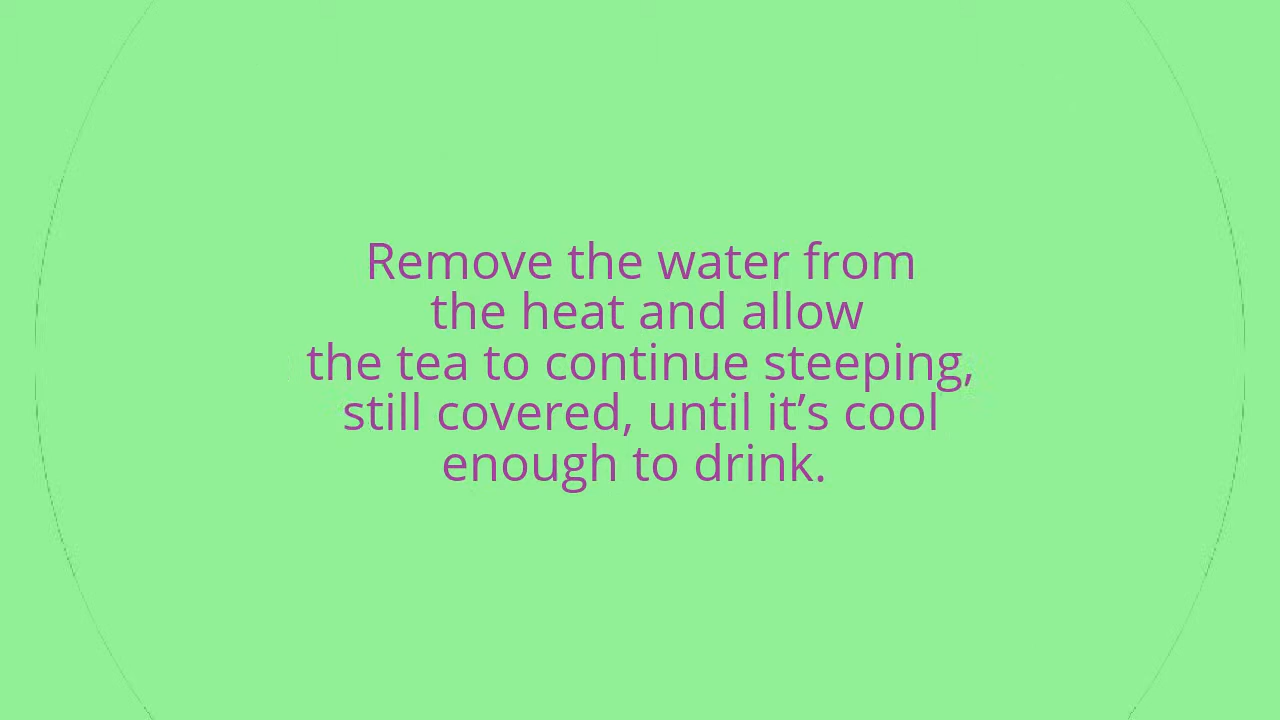 Remove the water from
the heat and allow
the tea to continue steeping,
still covered, until it’s cool
enough to drink.